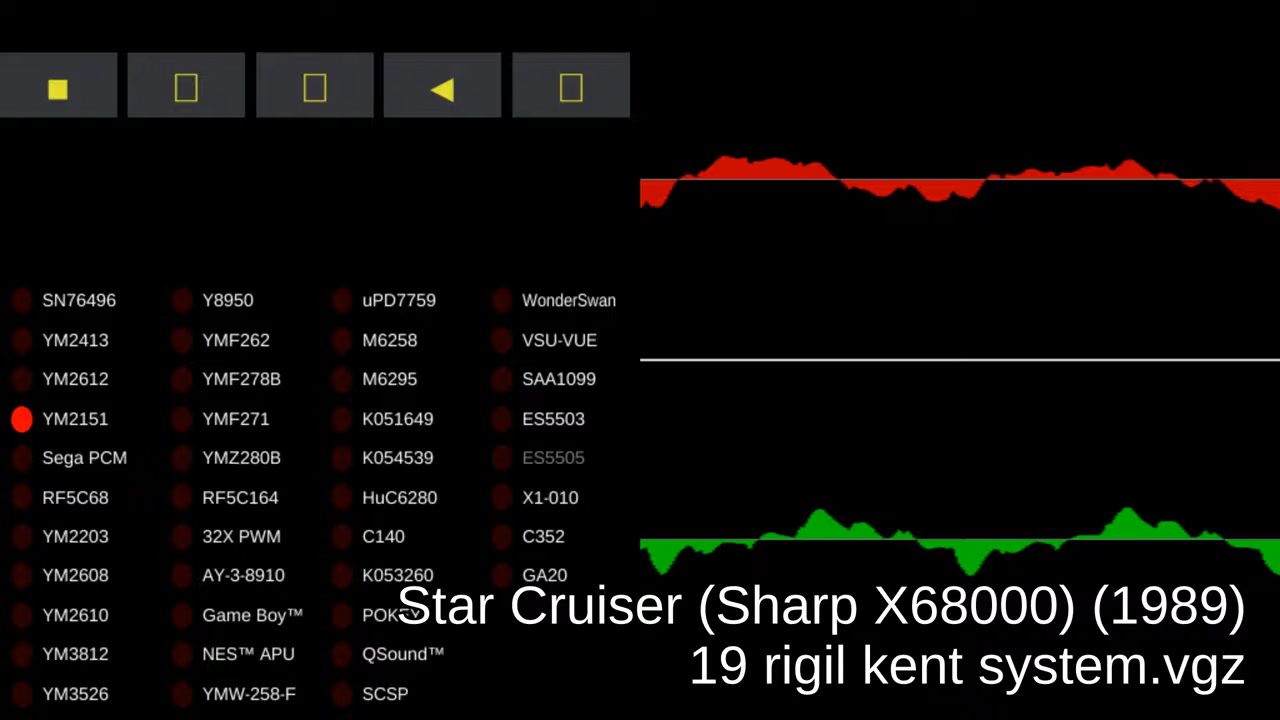 SN76496 Y8950 uPD7759 WonderSwan
YM2413 YMF262 M6258 VSU-VUE
YM2612 YMF278B M6295 SAA1099
YM2151 YMF271 K051649 ES5503
Sega PCM YMZ280B K054539 ES5505
RF5C68 RF5C164 HuC6280 X1-010
YM2203 32X PWM C140 C352
YM2608 AY-3-8910 K053260 GA20
YM2610 Game Boy™ POKEY
YM3812 NES™ APU QSound™
YM3526 YMW-258-F SCSP
Star Cruiser (Sharp X68000) (1989)
19 rigil kent system.vgz